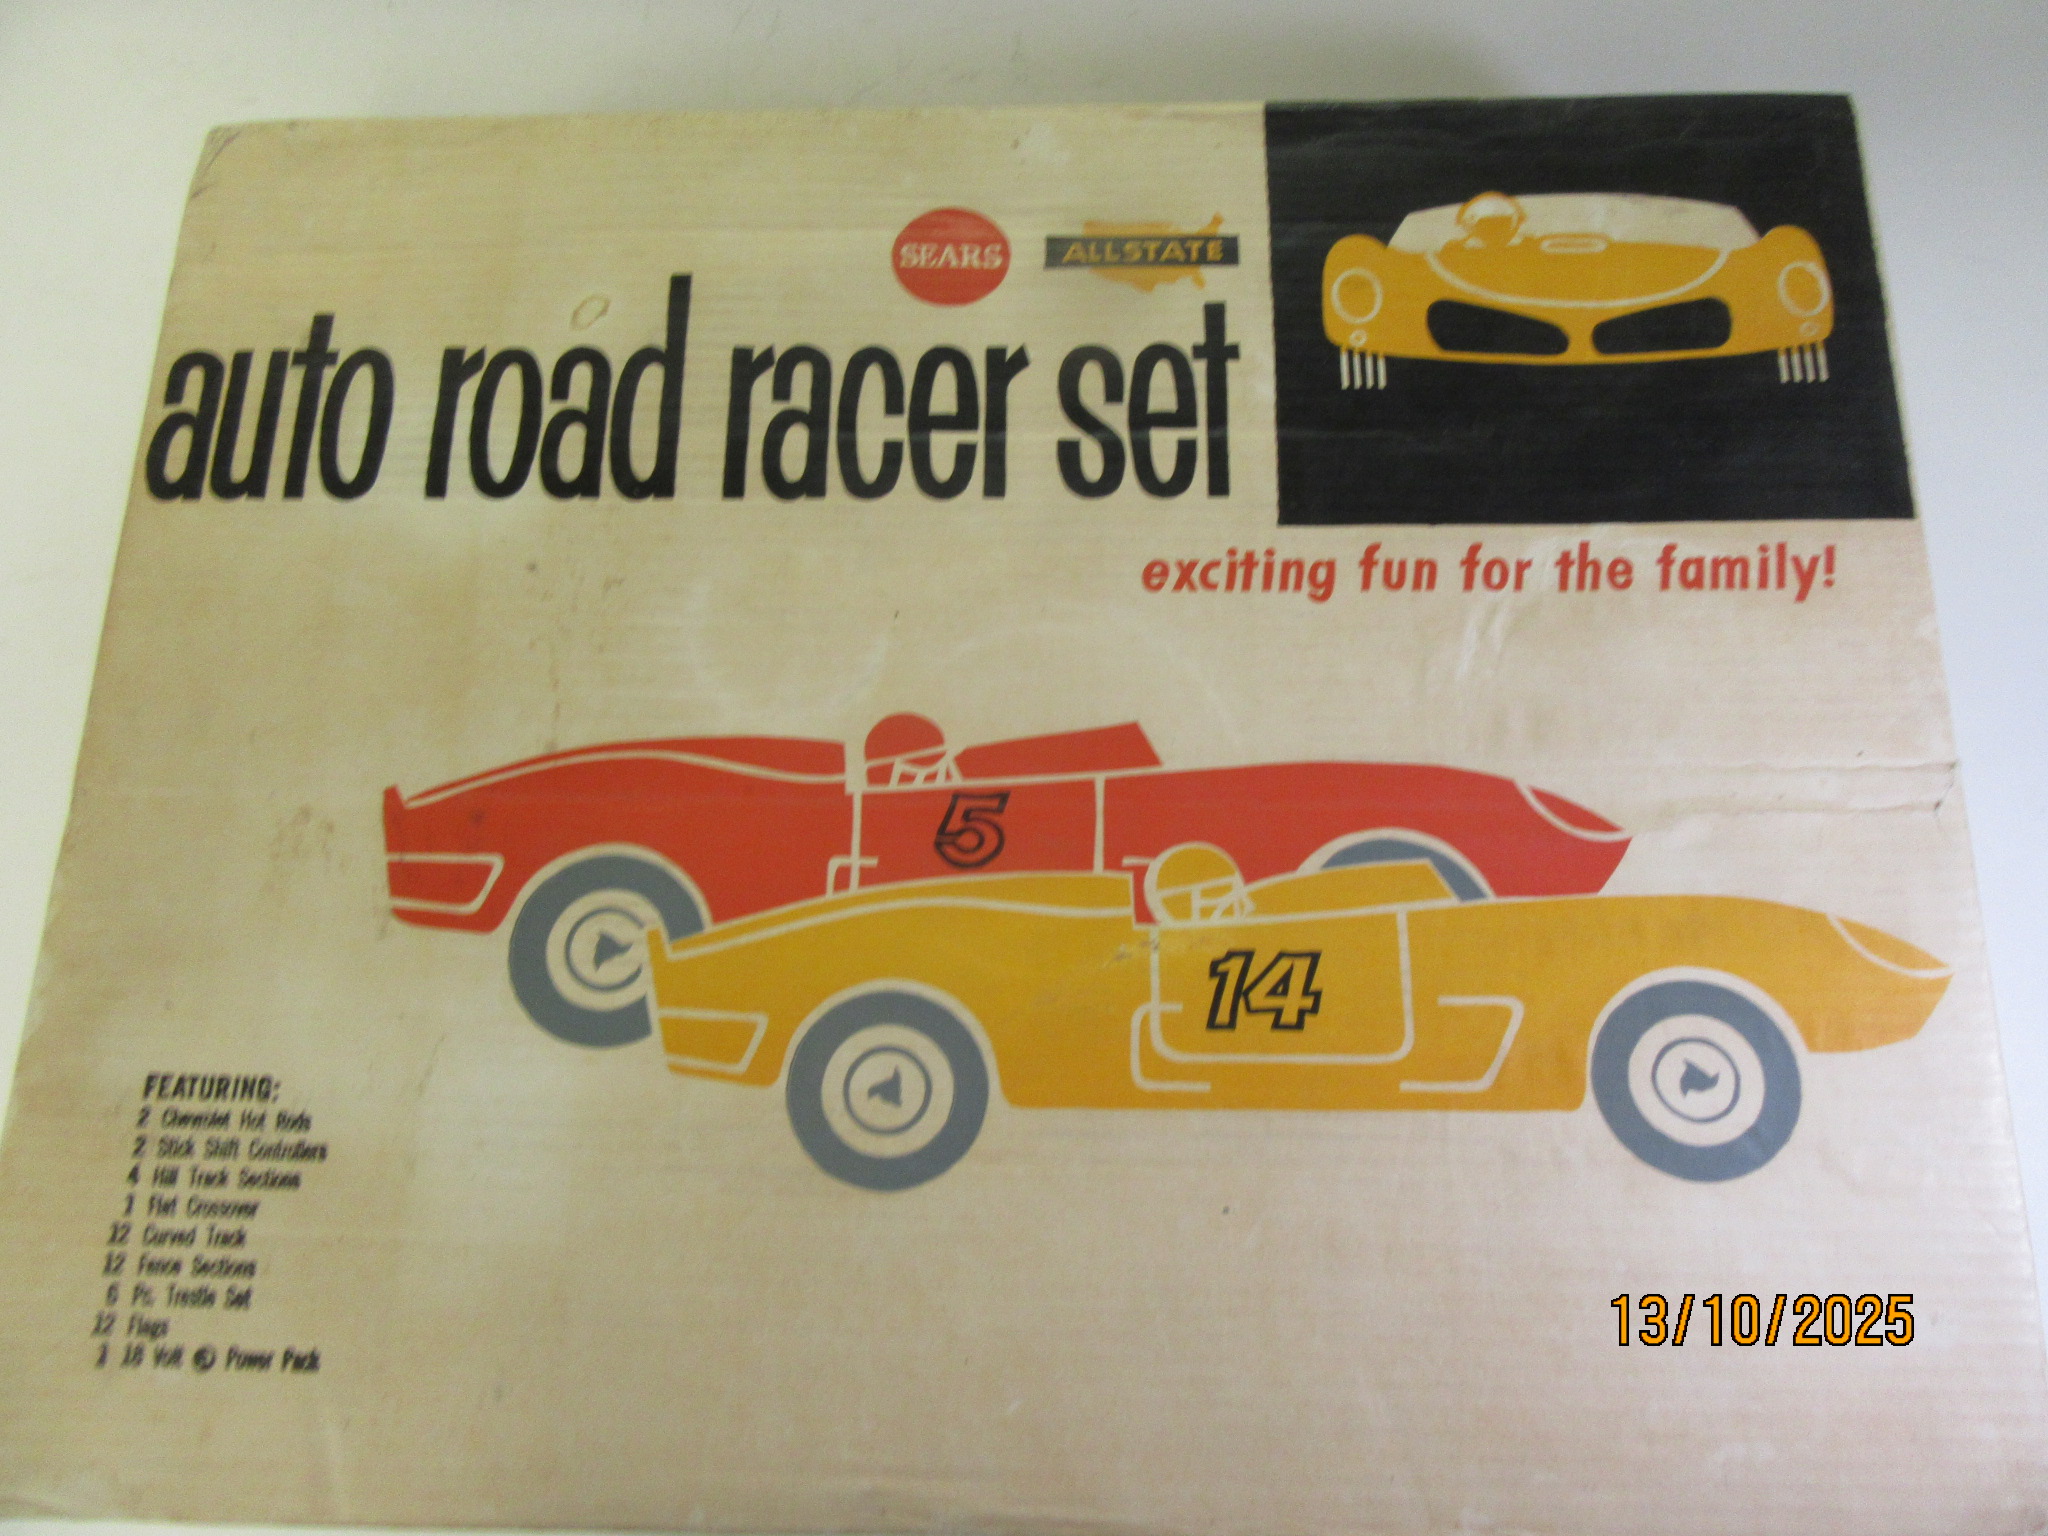 SEARS ALLSTATE
auto road racer set
exciting fun for the family!
5
14
FEATURING:
2 Chevrolet Hot Rods
2 Stick Shift Controllers
4 Hill Track Sections
1 Flat Crossover
12 Curved Track
12 Fence Sections
6 Pc. Trestle Set
12 Flags
1 18 Volt Power Pack
13/10/2025